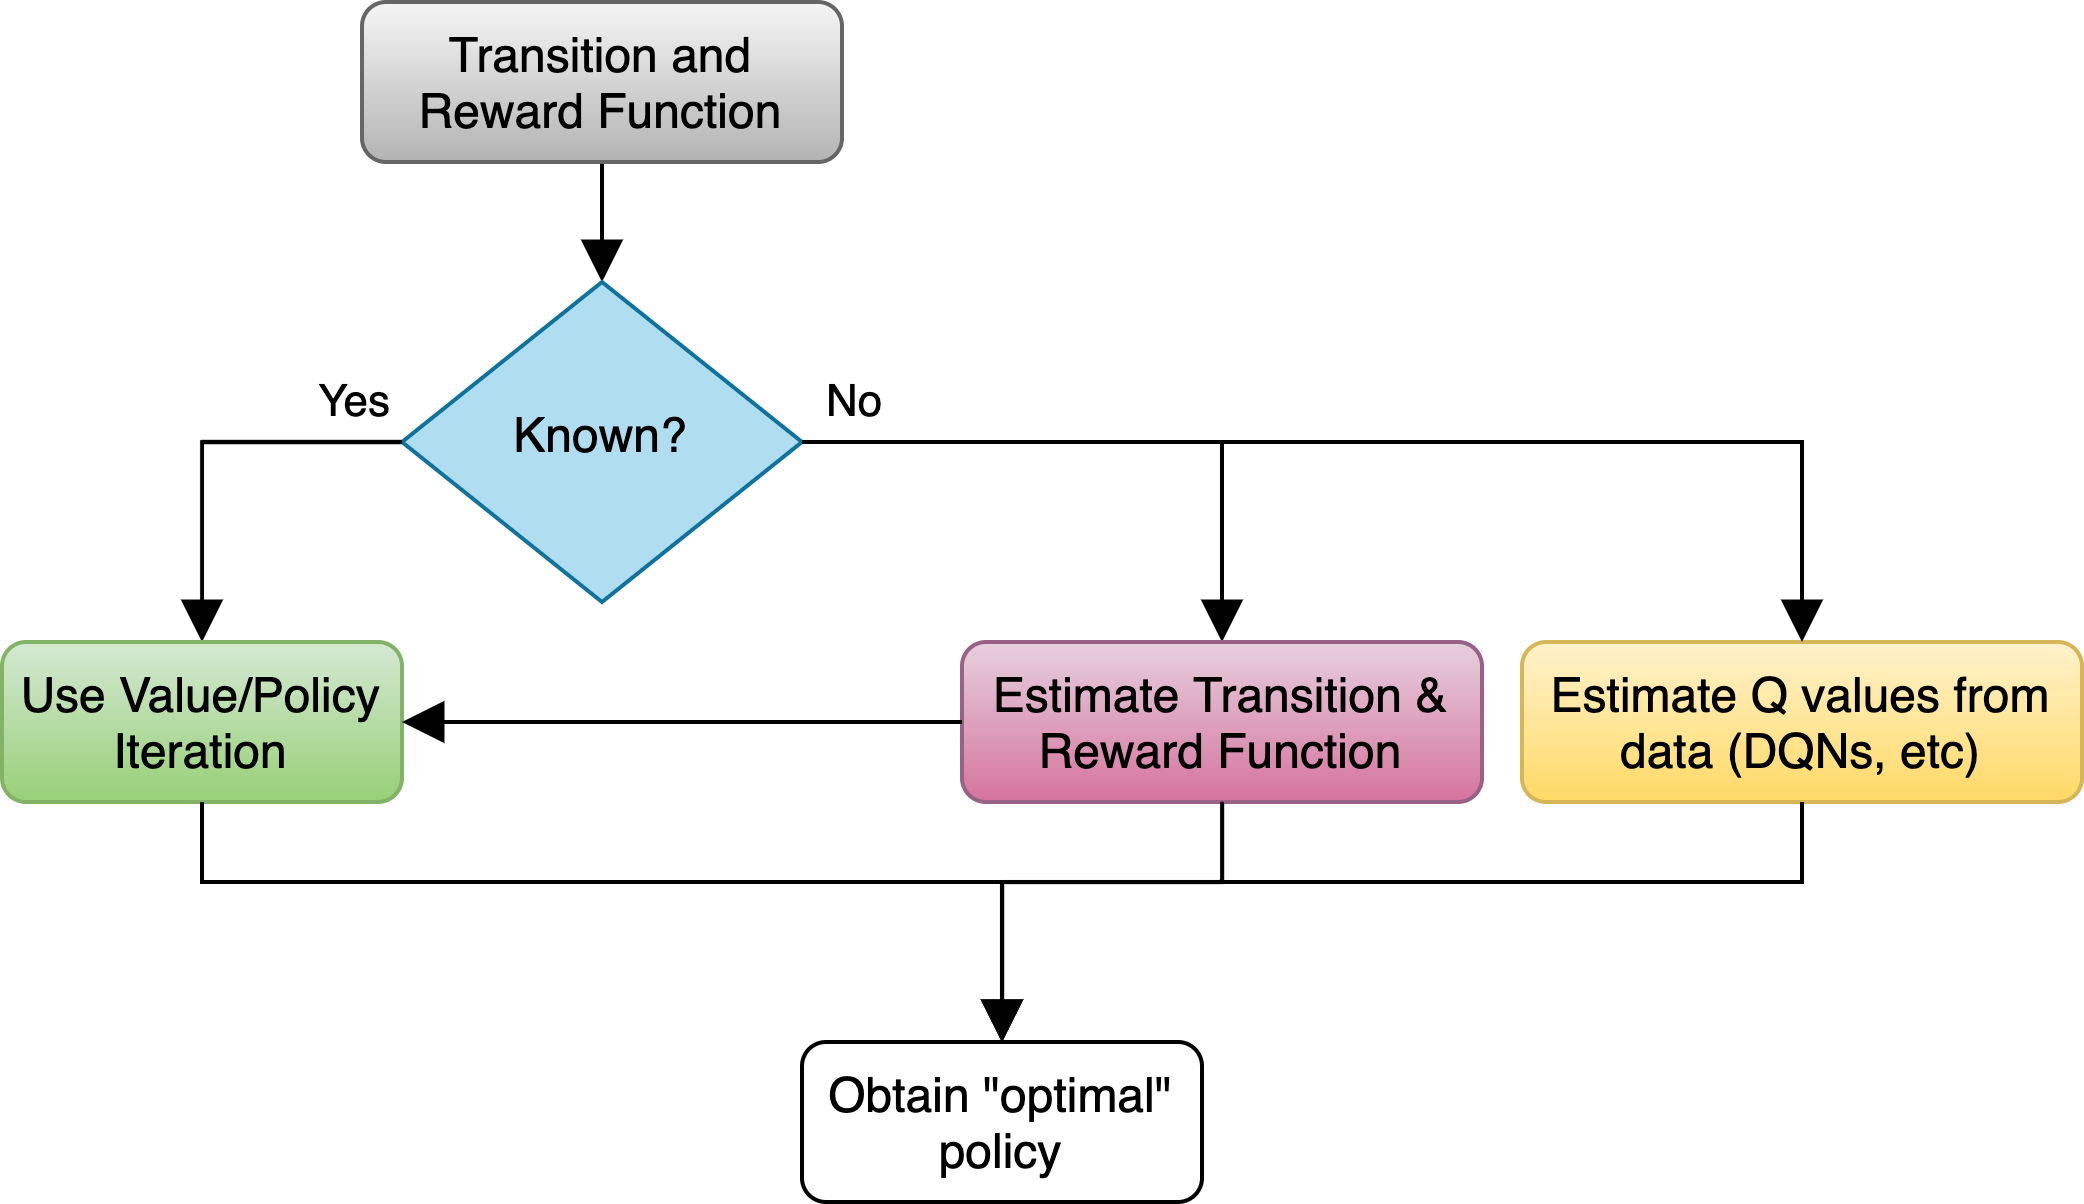 Transition and
Reward Function
Yes
No
Known?
Use Value/Policy
Iteration
Estimate Transition &
Reward Function
Estimate Q values from
data (DQNs, etc)
Obtain "optimal"
policy